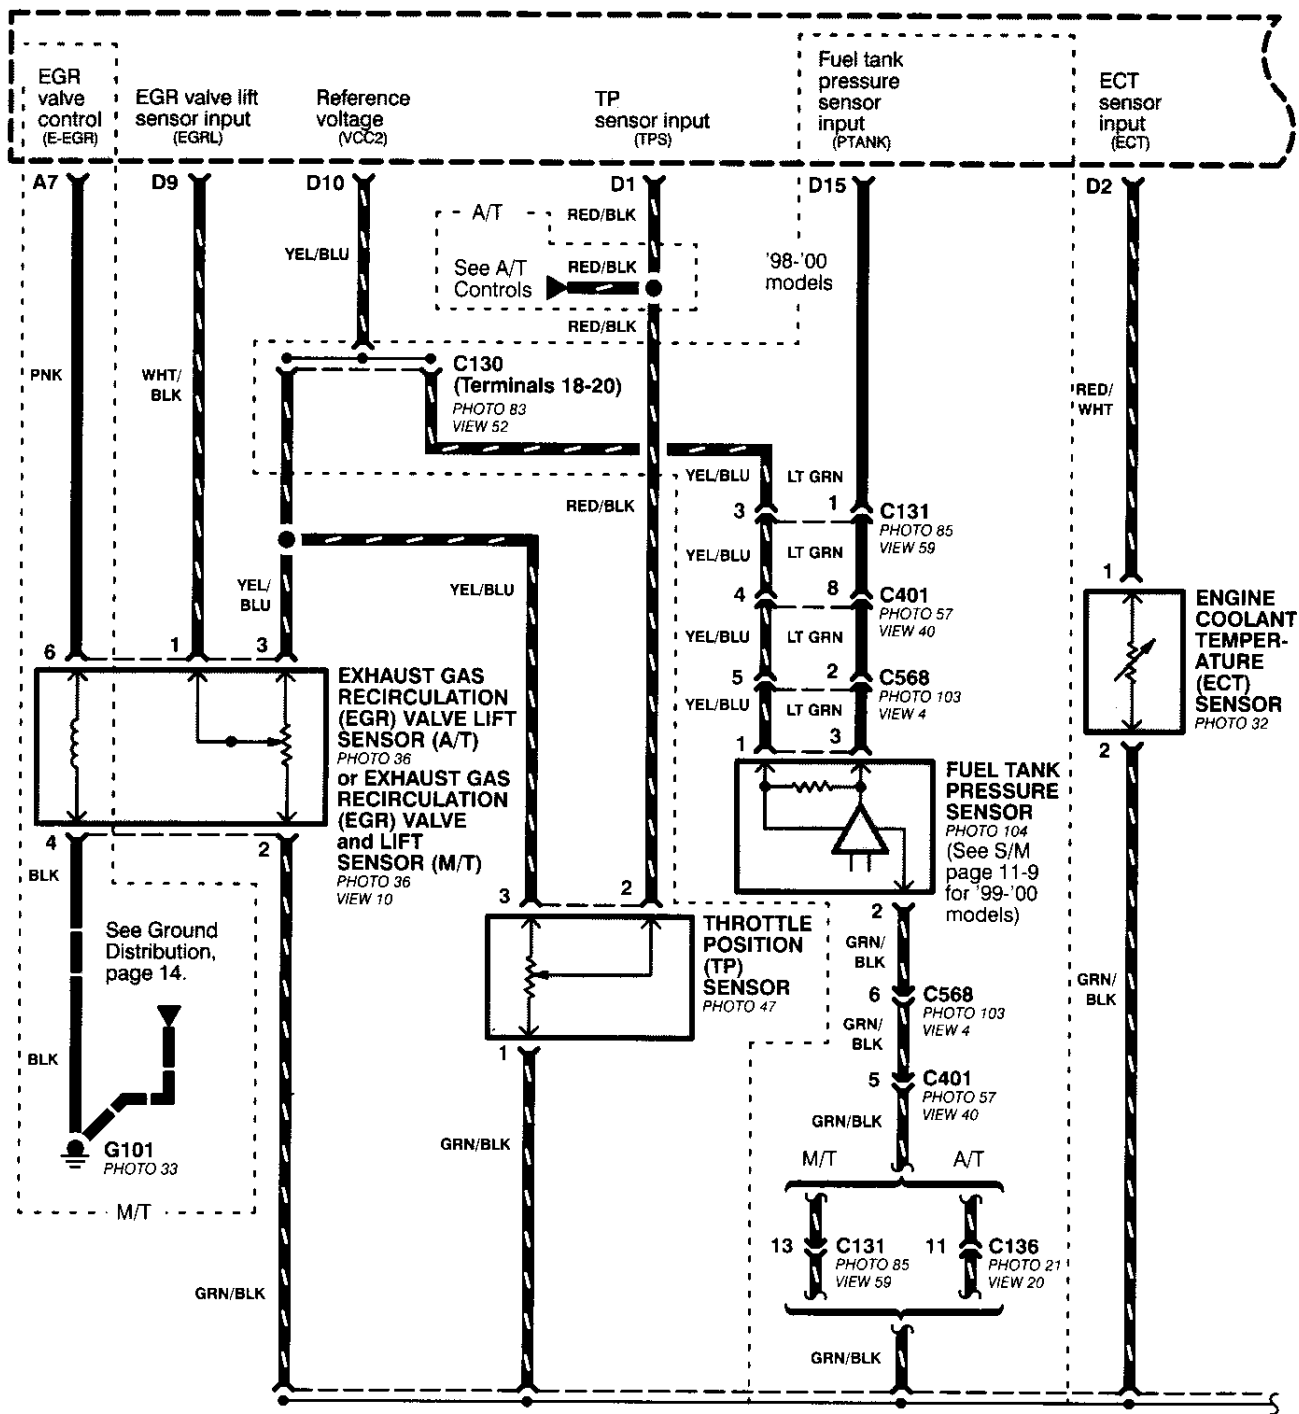 EGR
valve
control
(E-EGR)
EGR valve lift
sensor input
(EGRL)
Reference
voltage
(VCC2)
TP
sensor input
(TPS)
Fuel tank
pressure
sensor
input
(PTANK)
ECT
sensor
input
(ECT)
A7
D9
D10
D1
D15
D2
A/T
RED/BLK
YEL/BLU
See A/T
Controls
RED/BLK
RED/BLK
'98-'00
models
C130
(Terminals 18-20)
PHOTO 83
VIEW 52
PNK
WHT/
BLK
RED/
WHT
YEL/BLU
LT GRN
RED/BLK
3
1
C131
PHOTO 85
VIEW 59
YEL/BLU
LT GRN
YEL/
BLU
YEL/BLU
4
8
C401
PHOTO 57
VIEW 40
YEL/BLU
LT GRN
5
2
C568
PHOTO 103
VIEW 4
YEL/BLU
LT GRN
1
3
1
ENGINE
COOLANT
TEMPER-
ATURE
(ECT)
SENSOR
PHOTO 32
2
6
1
3
EXHAUST GAS
RECIRCULATION
(EGR) VALVE LIFT
SENSOR (A/T)
PHOTO 36
or EXHAUST GAS
RECIRCULATION
(EGR) VALVE
and LIFT
SENSOR (M/T)
PHOTO 36
VIEW 10
FUEL TANK
PRESSURE
SENSOR
PHOTO 104
(See S/M
page 11-9
for '99-'00
models)
4
2
BLK
3
2
2
THROTTLE
POSITION
(TP)
SENSOR
PHOTO 47
See Ground
Distribution,
page 14.
GRN/
BLK
6
C568
PHOTO 103
VIEW 4
GRN/
BLK
GRN/
BLK
1
BLK
5
C401
PHOTO 57
VIEW 40
GRN/BLK
GRN/BLK
G101
PHOTO 33
M/T
M/T
A/T
13
C131
PHOTO 85
VIEW 59
11
C136
PHOTO 21
VIEW 20
GRN/BLK
GRN/BLK